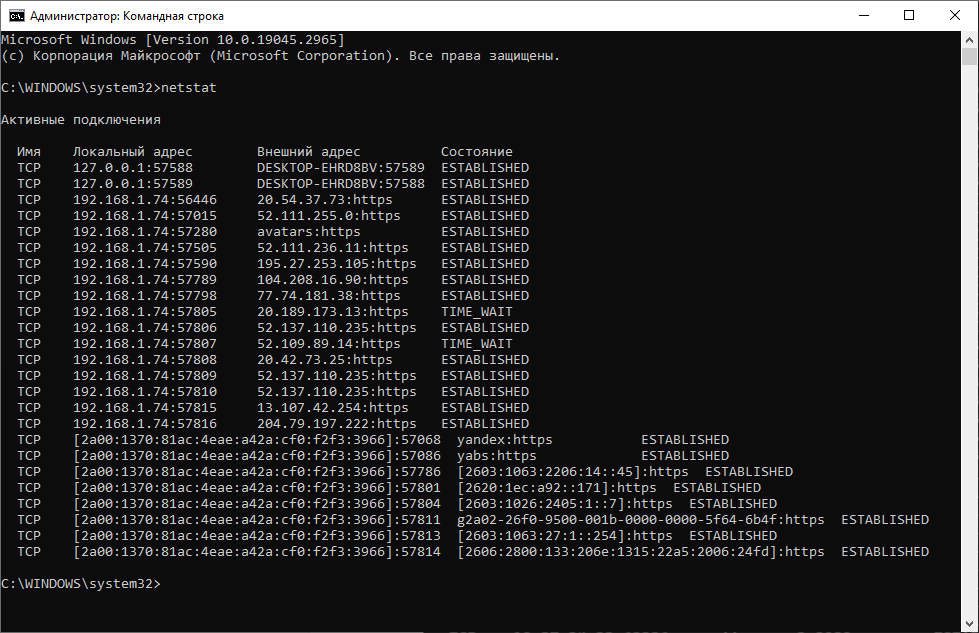 Администратор: Командная строка
Microsoft Windows [Version 10.0.19045.2965]
(c) Корпорация Майкрософт (Microsoft Corporation). Все права защищены.
C:\WINDOWS\system32>netstat
Активные подключения
Имя Локальный адрес Внешний адрес Состояние
TCP 127.0.0.1:57588 DESKTOP-EHRD8BV:57589 ESTABLISHED
TCP 127.0.0.1:57589 DESKTOP-EHRD8BV:57588 ESTABLISHED
TCP 192.168.1.74:56446 20.54.37.73:https ESTABLISHED
TCP 192.168.1.74:57015 52.111.255.0:https ESTABLISHED
TCP 192.168.1.74:57280 avatars:https ESTABLISHED
TCP 192.168.1.74:57505 52.111.236.11:https ESTABLISHED
TCP 192.168.1.74:57590 195.27.253.105:https ESTABLISHED
TCP 192.168.1.74:57789 104.208.16.90:https ESTABLISHED
TCP 192.168.1.74:57798 77.74.181.38:https ESTABLISHED
TCP 192.168.1.74:57805 20.189.173.13:https TIME_WAIT
TCP 192.168.1.74:57806 52.137.110.235:https ESTABLISHED
TCP 192.168.1.74:57807 52.109.89.14:https TIME_WAIT
TCP 192.168.1.74:57808 20.42.73.25:https ESTABLISHED
TCP 192.168.1.74:57809 52.137.110.235:https ESTABLISHED
TCP 192.168.1.74:57810 52.137.110.235:https ESTABLISHED
TCP 192.168.1.74:57815 13.107.42.254:https ESTABLISHED
TCP 192.168.1.74:57816 204.79.197.222:https ESTABLISHED
TCP [2a00:1370:81ac:4eae:a42a:cf0:f2f3:3966]:57068 yandex:https ESTABLISHED
TCP [2a00:1370:81ac:4eae:a42a:cf0:f2f3:3966]:57086 yabs:https ESTABLISHED
TCP [2a00:1370:81ac:4eae:a42a:cf0:f2f3:3966]:57786 [2603:1063:2206:14::45]:https ESTABLISHED
TCP [2a00:1370:81ac:4eae:a42a:cf0:f2f3:3966]:57801 [2620:1ec:a92::171]:https ESTABLISHED
TCP [2a00:1370:81ac:4eae:a42a:cf0:f2f3:3966]:57804 [2603:1026:2405:1::7]:https ESTABLISHED
TCP [2a00:1370:81ac:4eae:a42a:cf0:f2f3:3966]:57811 g2a02-26f0-9500-001b-0000-0000-5f64-6b4f:https ESTABLISHED
TCP [2a00:1370:81ac:4eae:a42a:cf0:f2f3:3966]:57813 [2603:1063:27:1::254]:https ESTABLISHED
TCP [2a00:1370:81ac:4eae:a42a:cf0:f2f3:3966]:57814 [2606:2800:133:206e:1315:22a5:2006:24fd]:https ESTABLISHED
C:\WINDOWS\system32>